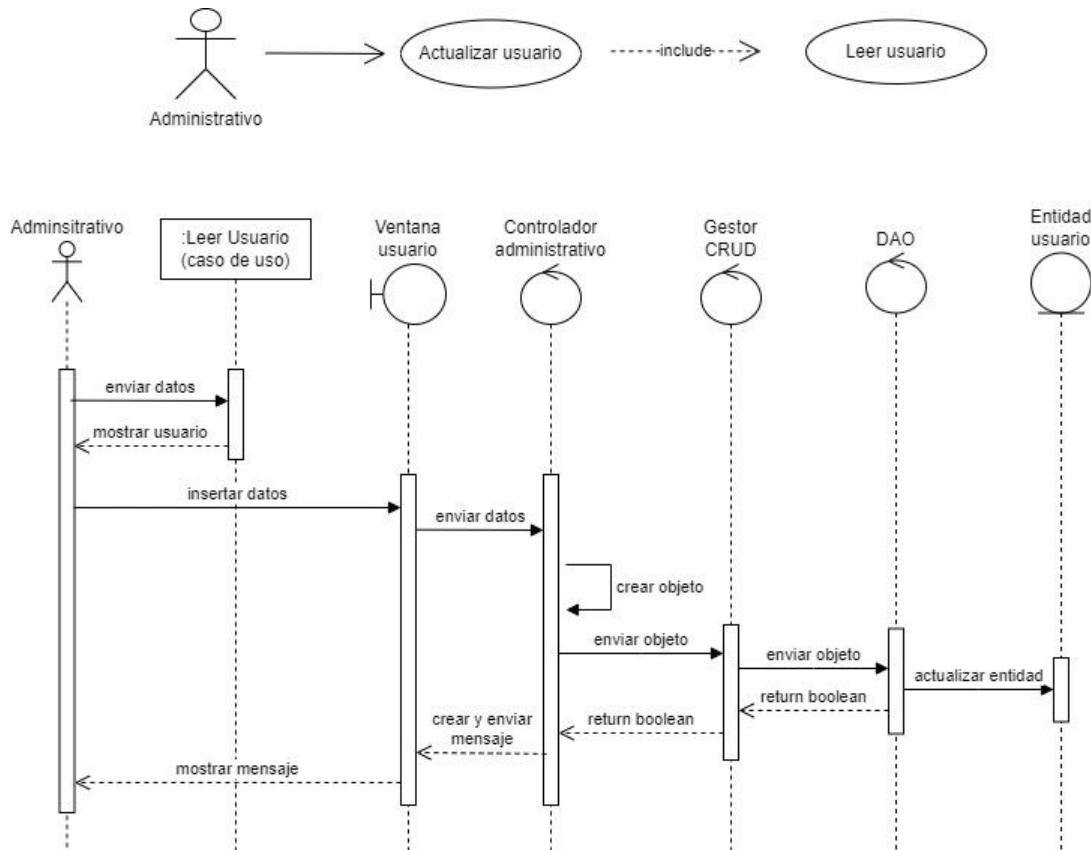 Actualizar usuario
include
Leer usuario
Administrativo
Adminsitrativo
:Leer Usuario
(caso de uso)
Ventana
usuario
Controlador
administrativo
Gestor
CRUD
DAO
Entidad
usuario
enviar datos
mostrar usuario
insertar datos
enviar datos
crear objeto
enviar objeto
enviar objeto
actualizar entidad
return boolean
return boolean
crear y enviar
mensaje
mostrar mensaje